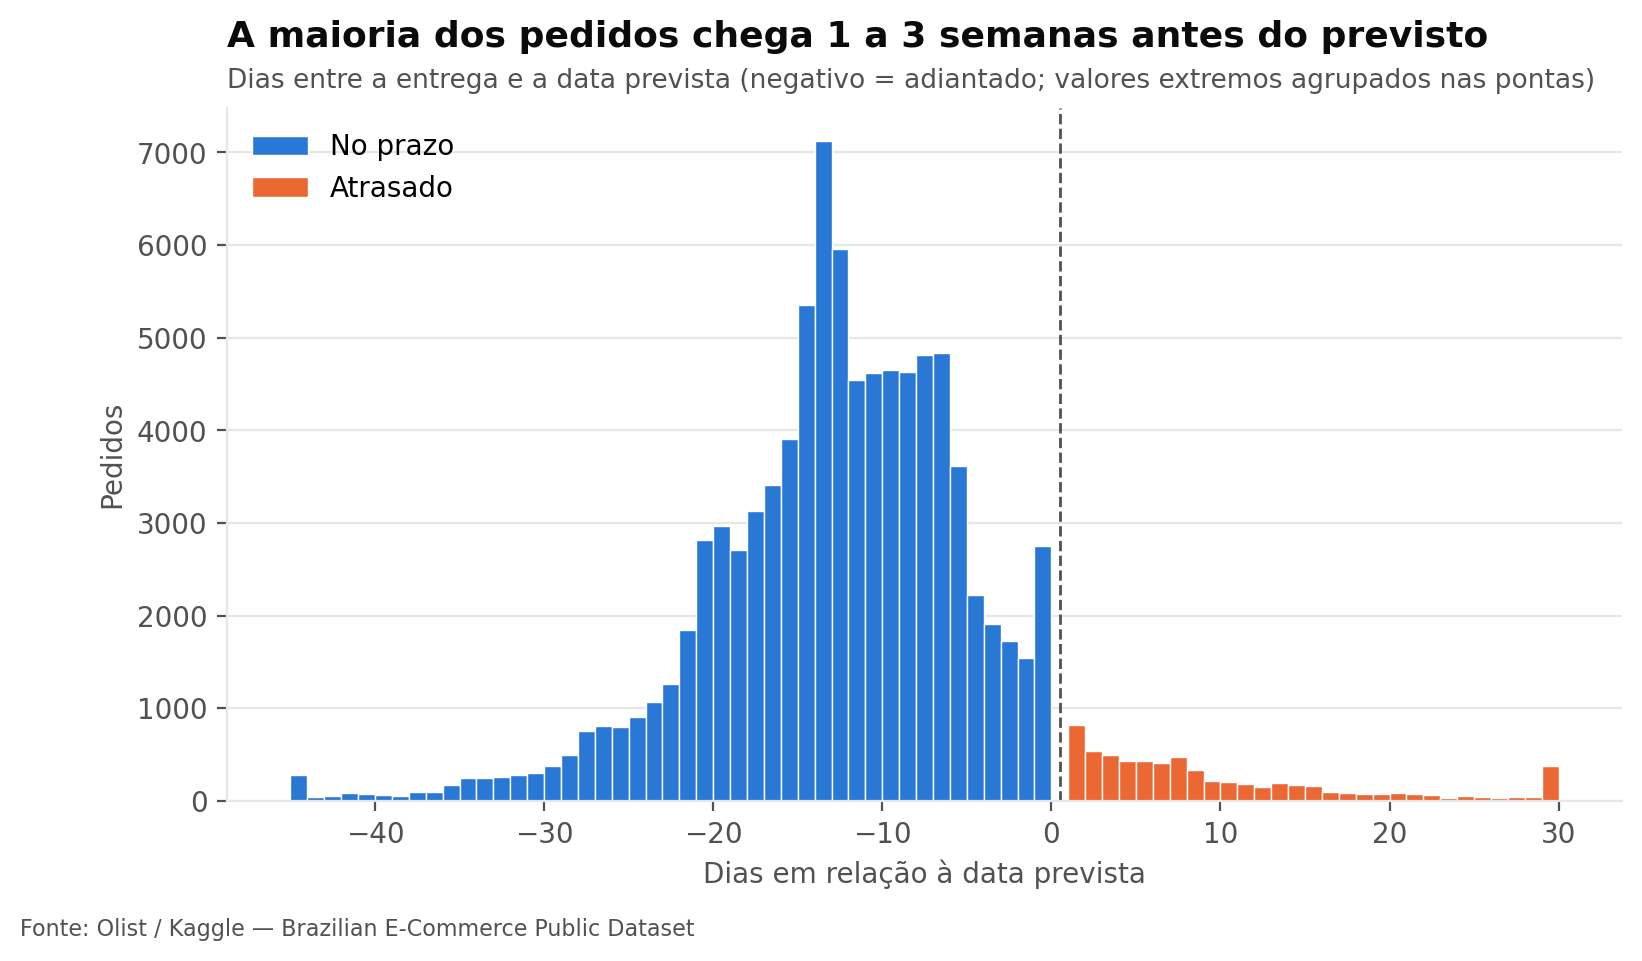 A maioria dos pedidos chega 1 a 3 semanas antes do previsto
Dias entre a entrega e a data prevista (negativo = adiantado; valores extremos agrupados nas pontas)
No prazo
Atrasado
7000
6000
5000
4000
3000
2000
1000
0
Pedidos
−40 −30 −20 −10 0 10 20 30
Dias em relação à data prevista
Fonte: Olist / Kaggle — Brazilian E-Commerce Public Dataset